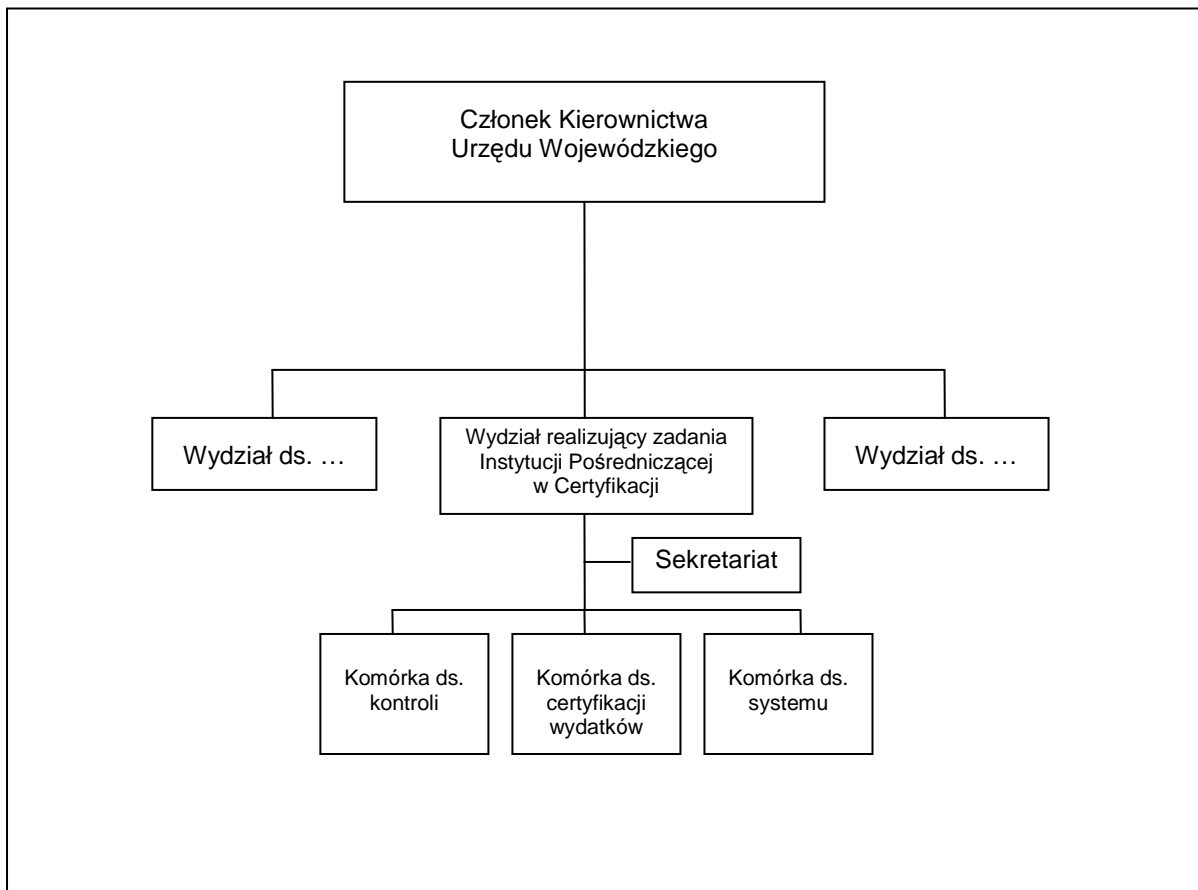 Członek Kierownictwa
Urzędu Wojewódzkiego
Wydział ds. …
Wydział realizujący zadania
Instytucji Pośredniczącej
w Certyfikacji
Wydział ds. …
Sekretariat
Komórka ds.
kontroli
Komórka ds.
certyfikacji
wydatków
Komórka ds.
systemu